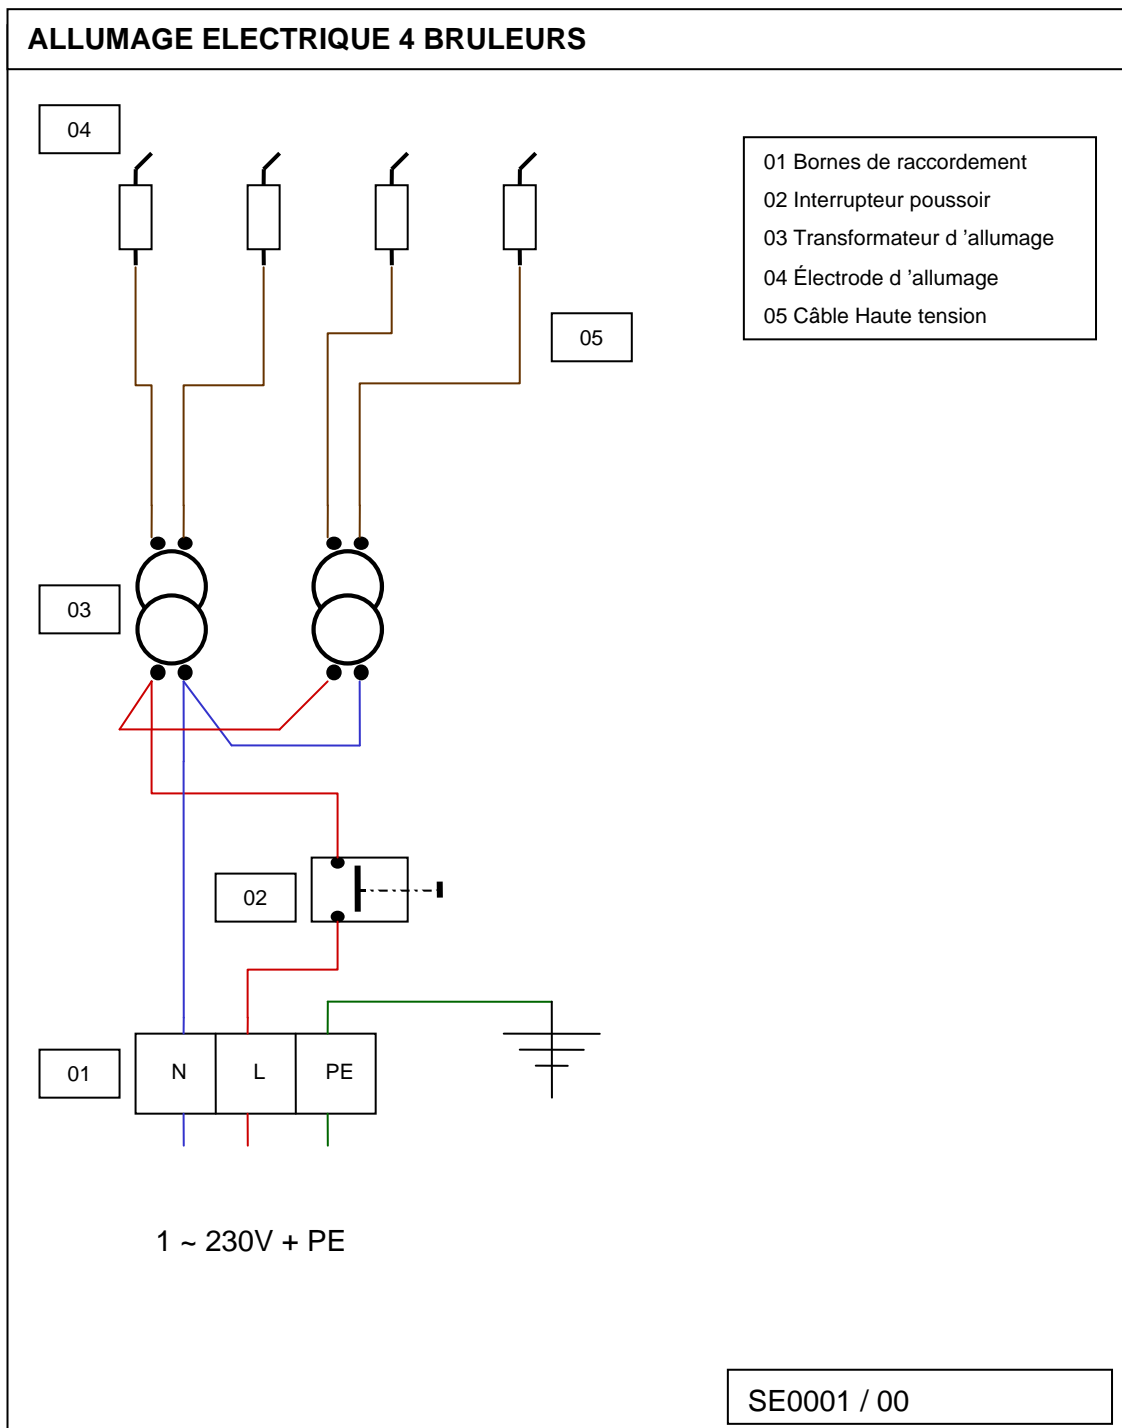 ALLUMAGE ELECTRIQUE 4 BRULEURS
04
01 Bornes de raccordement
02 Interrupteur poussoir
03 Transformateur d ’allumage
04 Électrode d ’allumage
05 Câble Haute tension
05
03
02
01
N
L
PE
1 ~ 230V + PE
SE0001 / 00